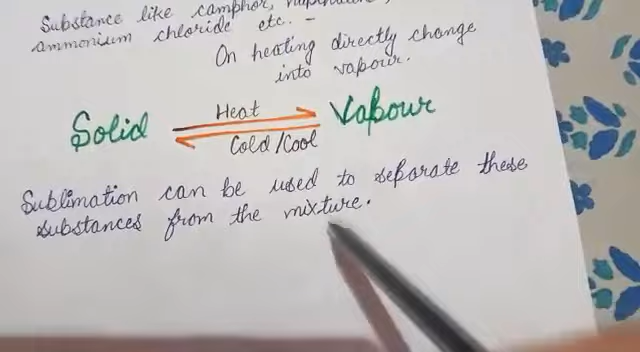 Substance like camphor,
ammonium chloride etc. -
On heating directly change
into vapour.
Solid Heat Vapour
Cold/Cool
Sublimation can be used to separate these
substances from the mixture.